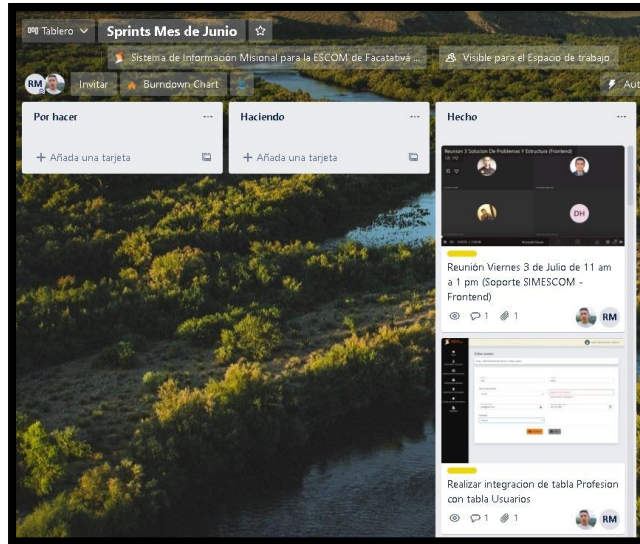 Tablero
Sprints Mes de Junio
Sistema de Información Misional para la ESCOM de Facatativá ...
Visible para el Espacio de trabajo
RM
Invitar
Burndown Chart
Aut
Por hacer
Haciendo
Hecho
+ Añada una tarjeta
+ Añada una tarjeta
Reunion 3 Solucion De Problemas Y Estructura (Frontend)
DH
Reunión Viernes 3 de Julio de 11 am
a 1 pm (Soporte SIMESCOM -
Frontend)
1
1
RM
Realizar integracion de tabla Profesion
con tabla Usuarios
1
1
RM